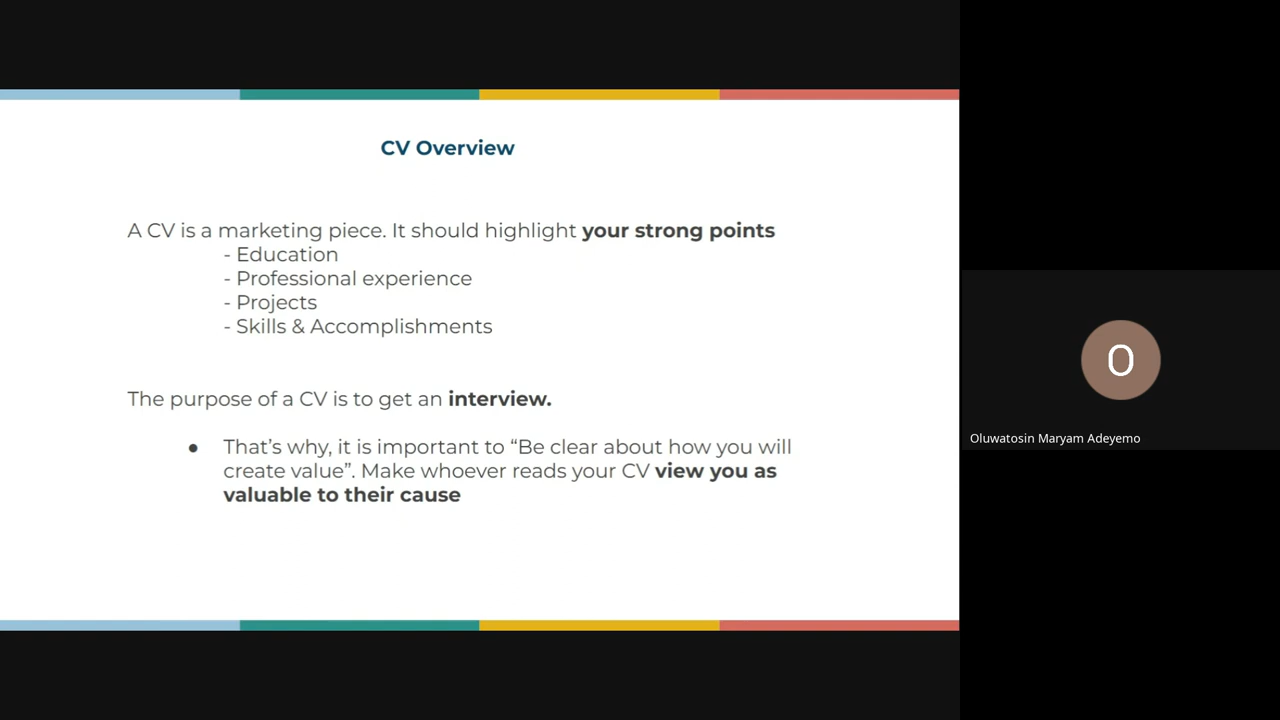 CV Overview
A CV is a marketing piece. It should highlight your strong points
- Education
- Professional experience
- Projects
- Skills & Accomplishments
The purpose of a CV is to get an interview.
● That’s why, it is important to “Be clear about how you will
create value”. Make whoever reads your CV view you as
valuable to their cause
O
Oluwatosin Maryam Adeyemo